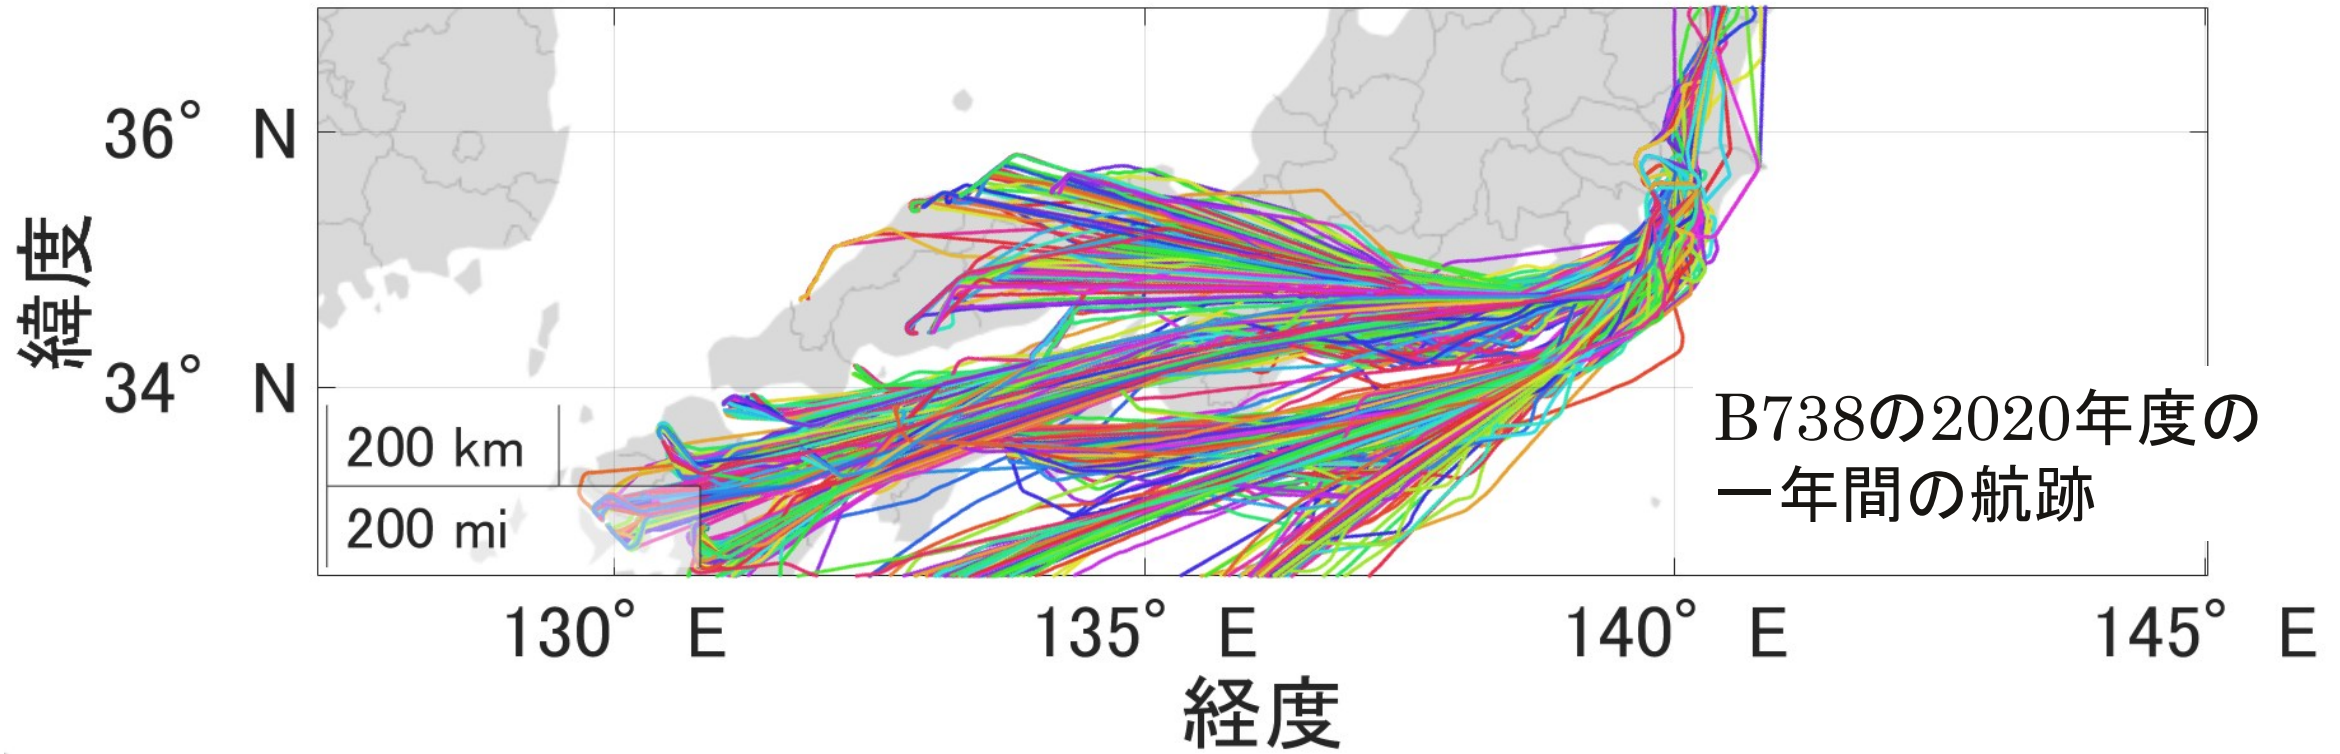 36° N
緯度
34° N
200 km
200 mi
B738の2020年度の
一年間の航跡
130° E
135° E
140° E
145° E
経度